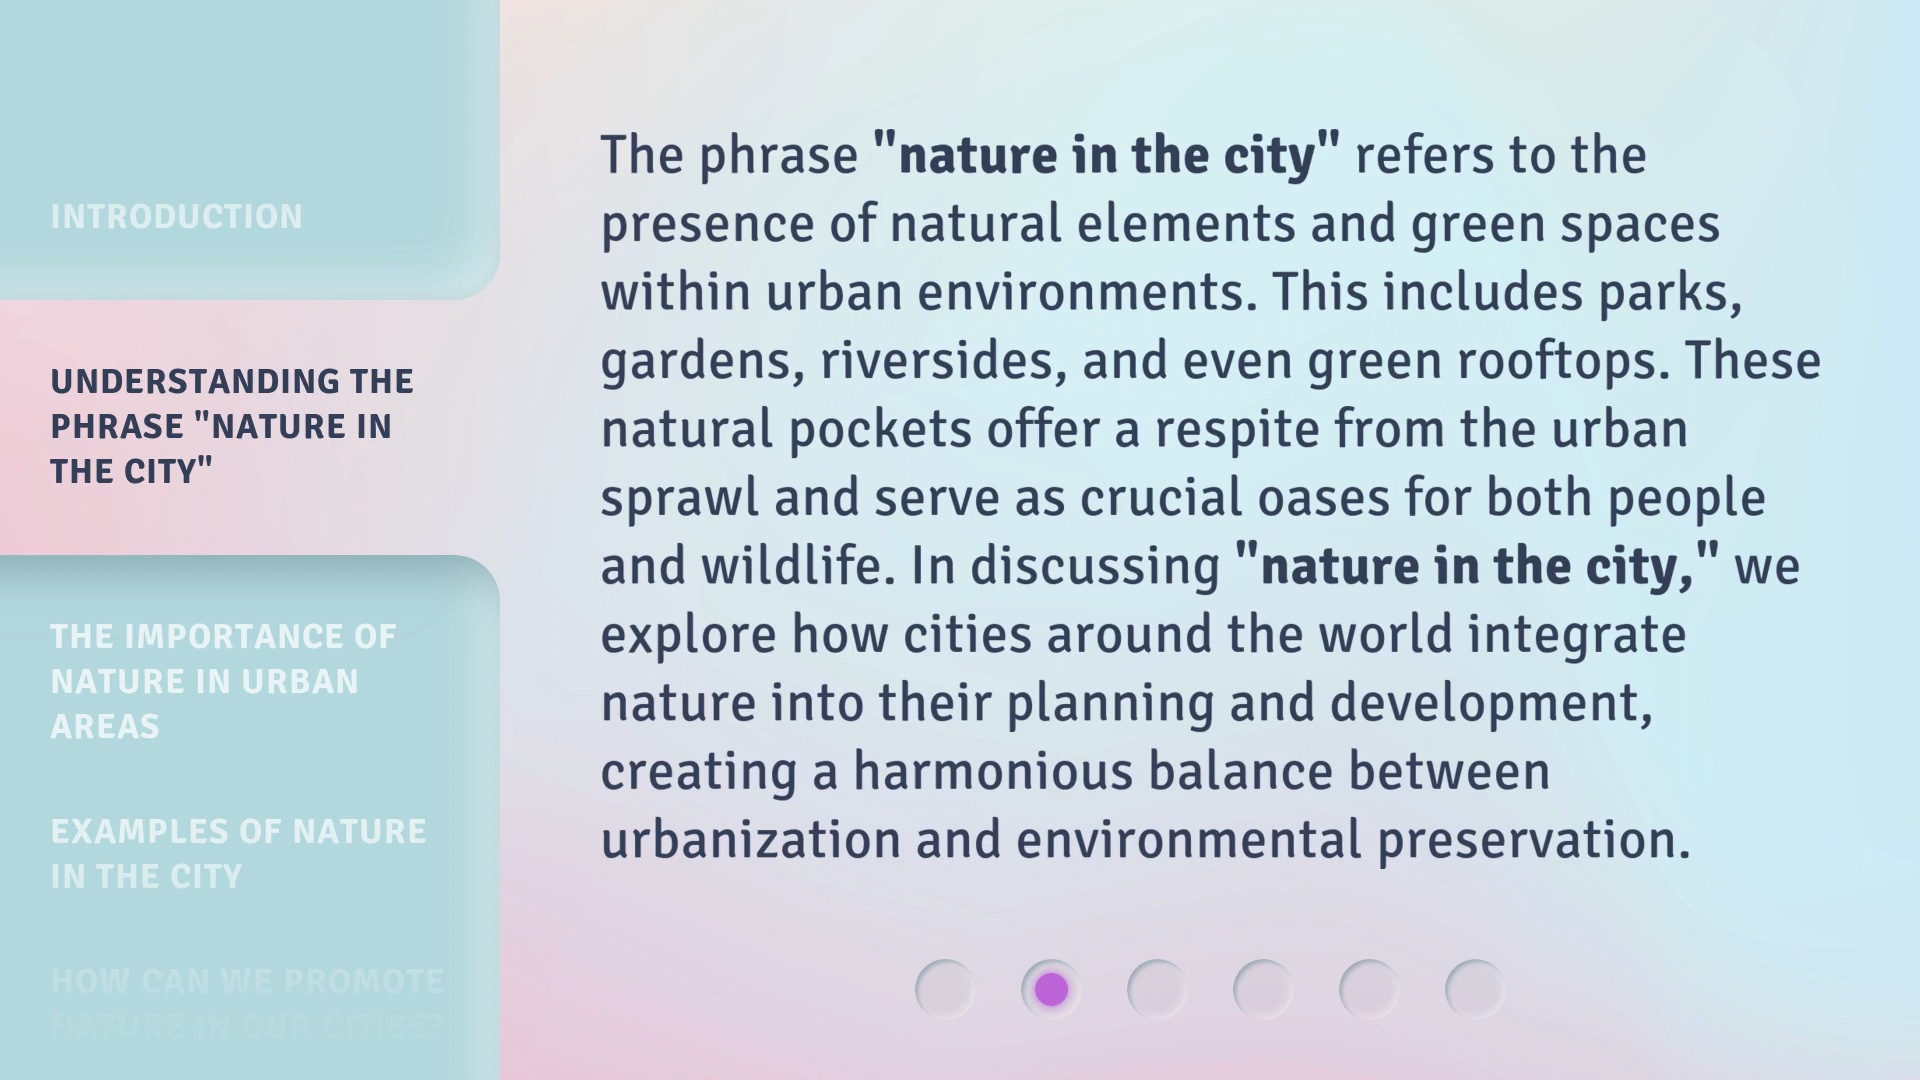 INTRODUCTION
UNDERSTANDING THE
PHRASE "NATURE IN
THE CITY"
THE IMPORTANCE OF
NATURE IN URBAN
AREAS
EXAMPLES OF NATURE
IN THE CITY
HOW CAN WE PROMOTE
NATURE IN OUR CITIES?
The phrase "nature in the city" refers to the
presence of natural elements and green spaces
within urban environments. This includes parks,
gardens, riversides, and even green rooftops. These
natural pockets offer a respite from the urban
sprawl and serve as crucial oases for both people
and wildlife. In discussing "nature in the city," we
explore how cities around the world integrate
nature into their planning and development,
creating a harmonious balance between
urbanization and environmental preservation.